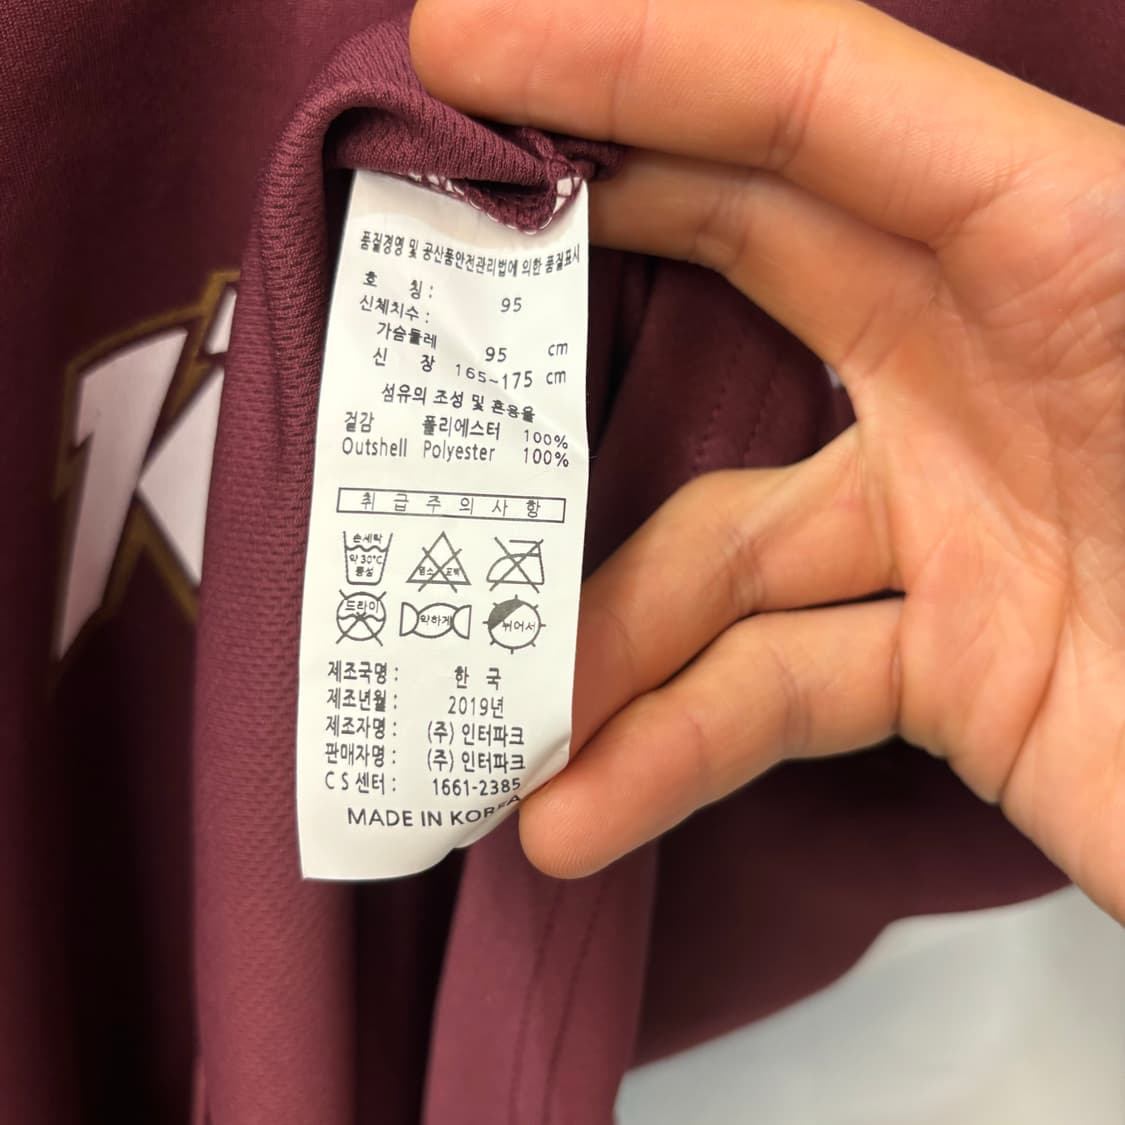 품질경영 및 공산품안전관리법에 의한 품질표시
호 칭 : 95
신체치수 :
가슴둘레 95 cm
신 장 165~175 cm
섬유의 조성 및 혼용율
겉감 폴리에스터 100%
Outshell Polyester 100%
취 급 주 의 사 항
손세탁
약 30°C
중성
염소 표백
드라이
약하게
뉘어서
제조국명 : 한 국
제조년월 : 2019년
제조자명 : (주) 인터파크
판매자명 : (주) 인터파크
C S 센터 : 1661-2385
MADE IN KOREA